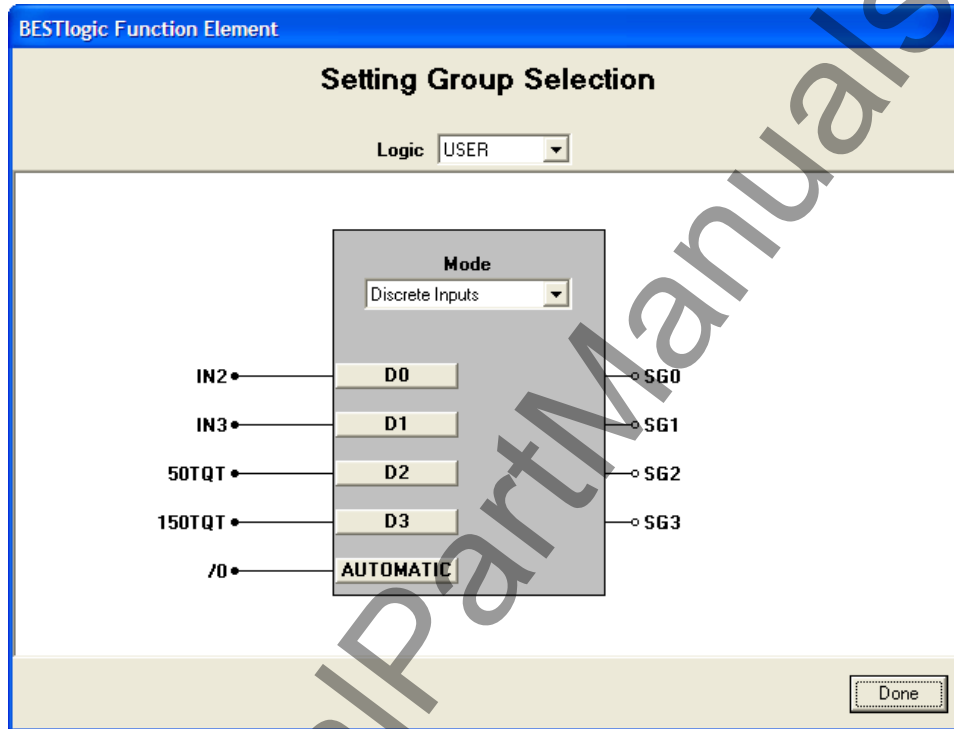 BESTlogic Function Element
Setting Group Selection
Logic USER
Mode
Discrete Inputs
IN2 D0 SG0
IN3 D1 SG1
50TQT D2 SG2
150TQT D3 SG3
/0 AUTOMATIC
Done
lPartManuals